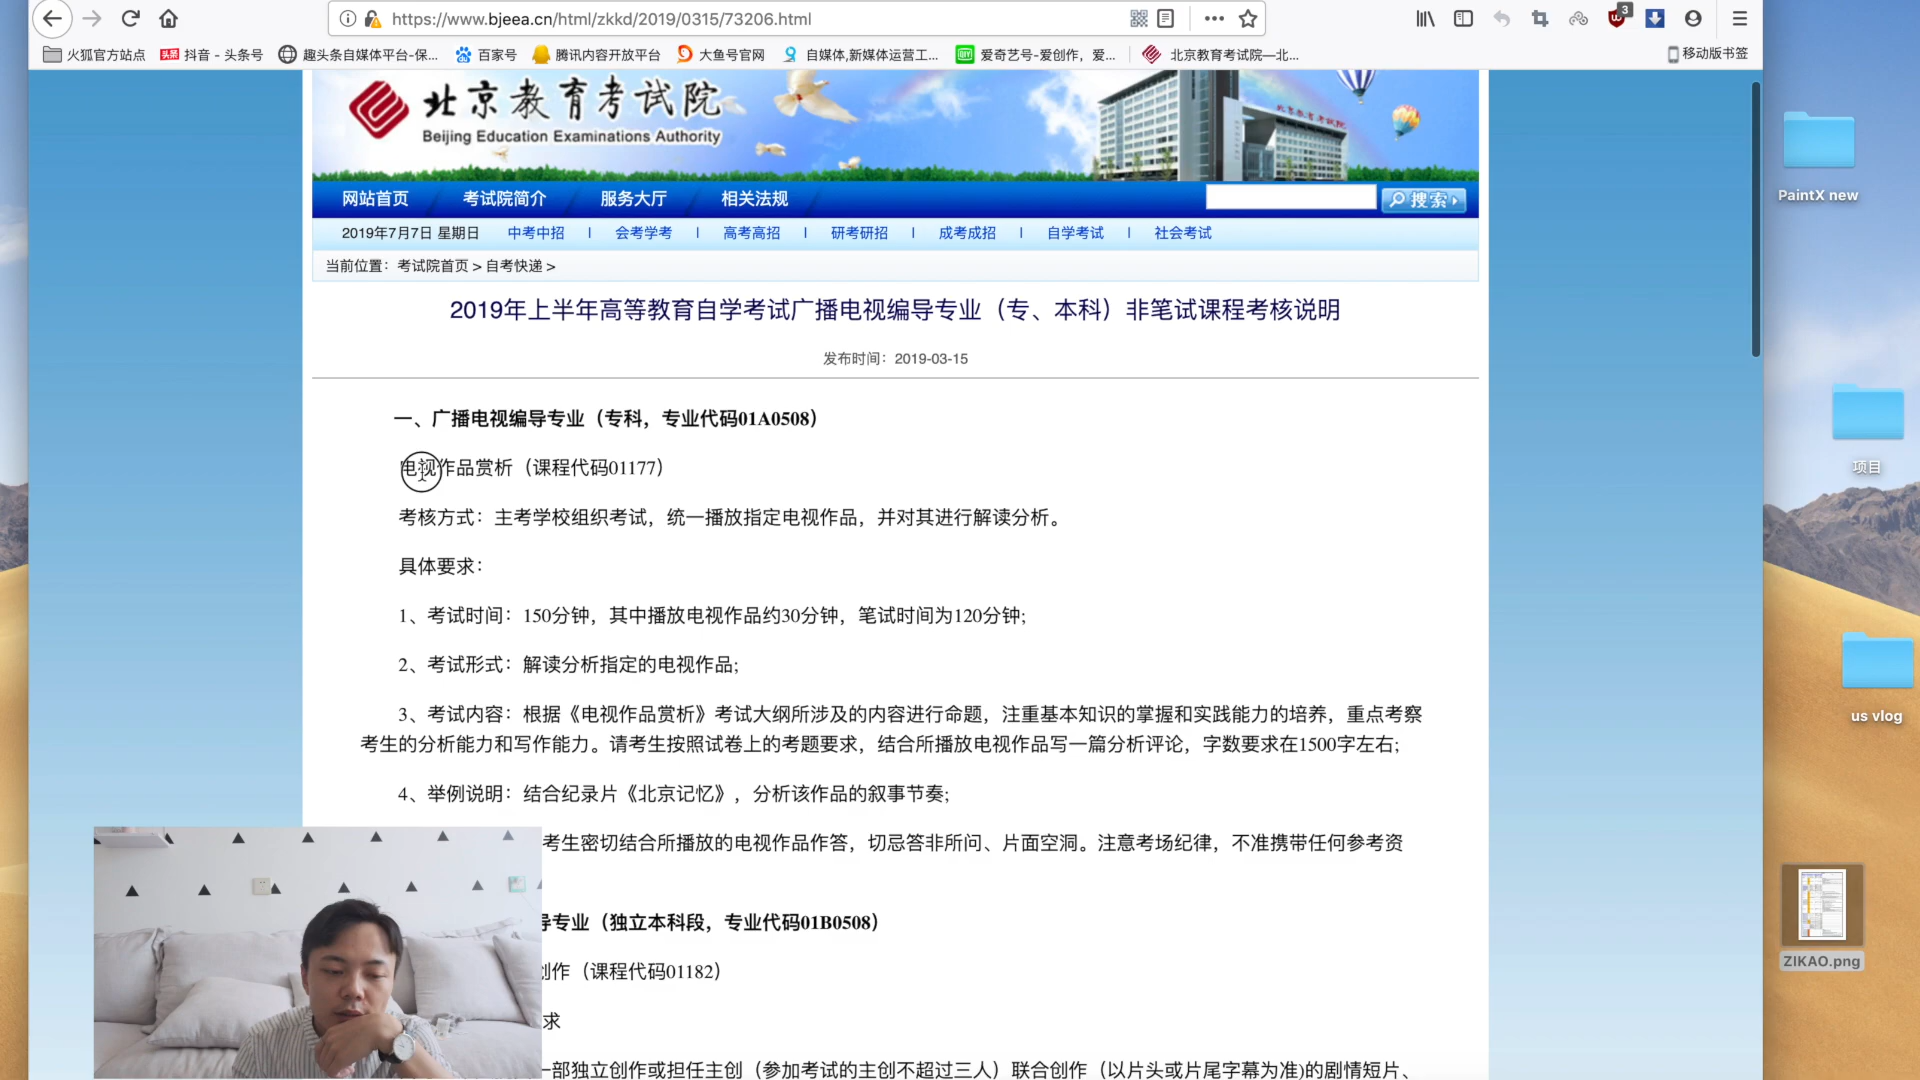 https://www.bjeea.cn/html/zkkd/2019/0315/73206.html
3
火狐官方站点
头条 抖音 - 头条号
趣头条自媒体平台-保...
百家号
腾讯内容开放平台
大鱼号官网
自媒体,新媒体运营工...
爱奇艺号-爱创作，爱...
北京教育考试院—北...
移动版书签
北京教育考试院
Beijing Education Examinations Authority
北京教育考试院
网站首页
考试院简介
服务大厅
相关法规
搜索
2019年7月7日 星期日 中考中招 | 会考学考 | 高考高招 | 研考研招 | 成考成招 | 自学考试 | 社会考试
当前位置：考试院首页 > 自考快递 >
2019年上半年高等教育自学考试广播电视编导专业（专、本科）非笔试课程考核说明
发布时间：2019-03-15
一、广播电视编导专业（专科，专业代码01A0508）
电视作品赏析（课程代码01177）
考核方式：主考学校组织考试，统一播放指定电视作品，并对其进行解读分析。
具体要求：
1、考试时间：150分钟，其中播放电视作品约30分钟，笔试时间为120分钟;
2、考试形式：解读分析指定的电视作品;
3、考试内容：根据《电视作品赏析》考试大纲所涉及的内容进行命题，注重基本知识的掌握和实践能力的培养，重点考察
考生的分析能力和写作能力。请考生按照试卷上的考题要求，结合所播放电视作品写一篇分析评论，字数要求在1500字左右;
4、举例说明：结合纪录片《北京记忆》，分析该作品的叙事节奏;
考生密切结合所播放的电视作品作答，切忌答非所问、片面空洞。注意考场纪律，不准携带任何参考资
导专业（独立本科段，专业代码01B0508）
创作（课程代码01182）
求
一部独立创作或担任主创（参加考试的主创不超过三人）联合创作（以片头或片尾字幕为准)的剧情短片、
PaintX new
项目
us vlog
ZIKAO.png